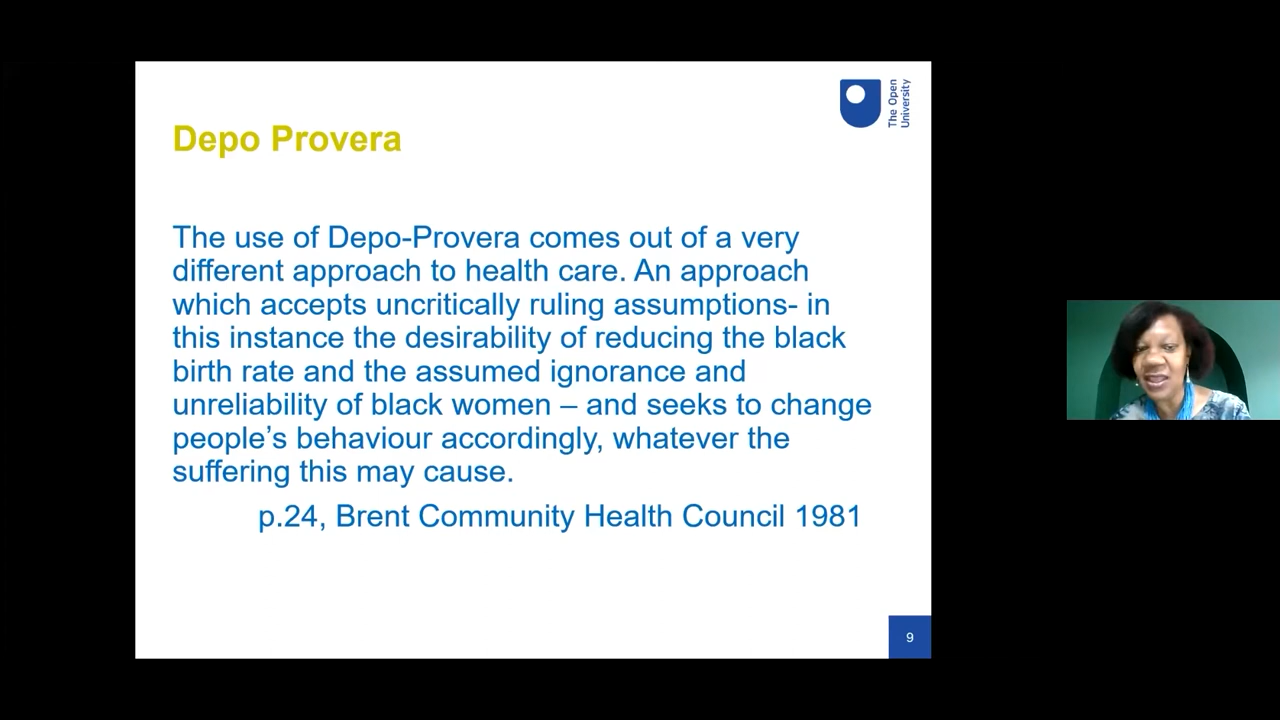 The Open
University
Depo Provera
The use of Depo-Provera comes out of a very
different approach to health care. An approach
which accepts uncritically ruling assumptions- in
this instance the desirability of reducing the black
birth rate and the assumed ignorance and
unreliability of black women – and seeks to change
people’s behaviour accordingly, whatever the
suffering this may cause.
p.24, Brent Community Health Council 1981
9